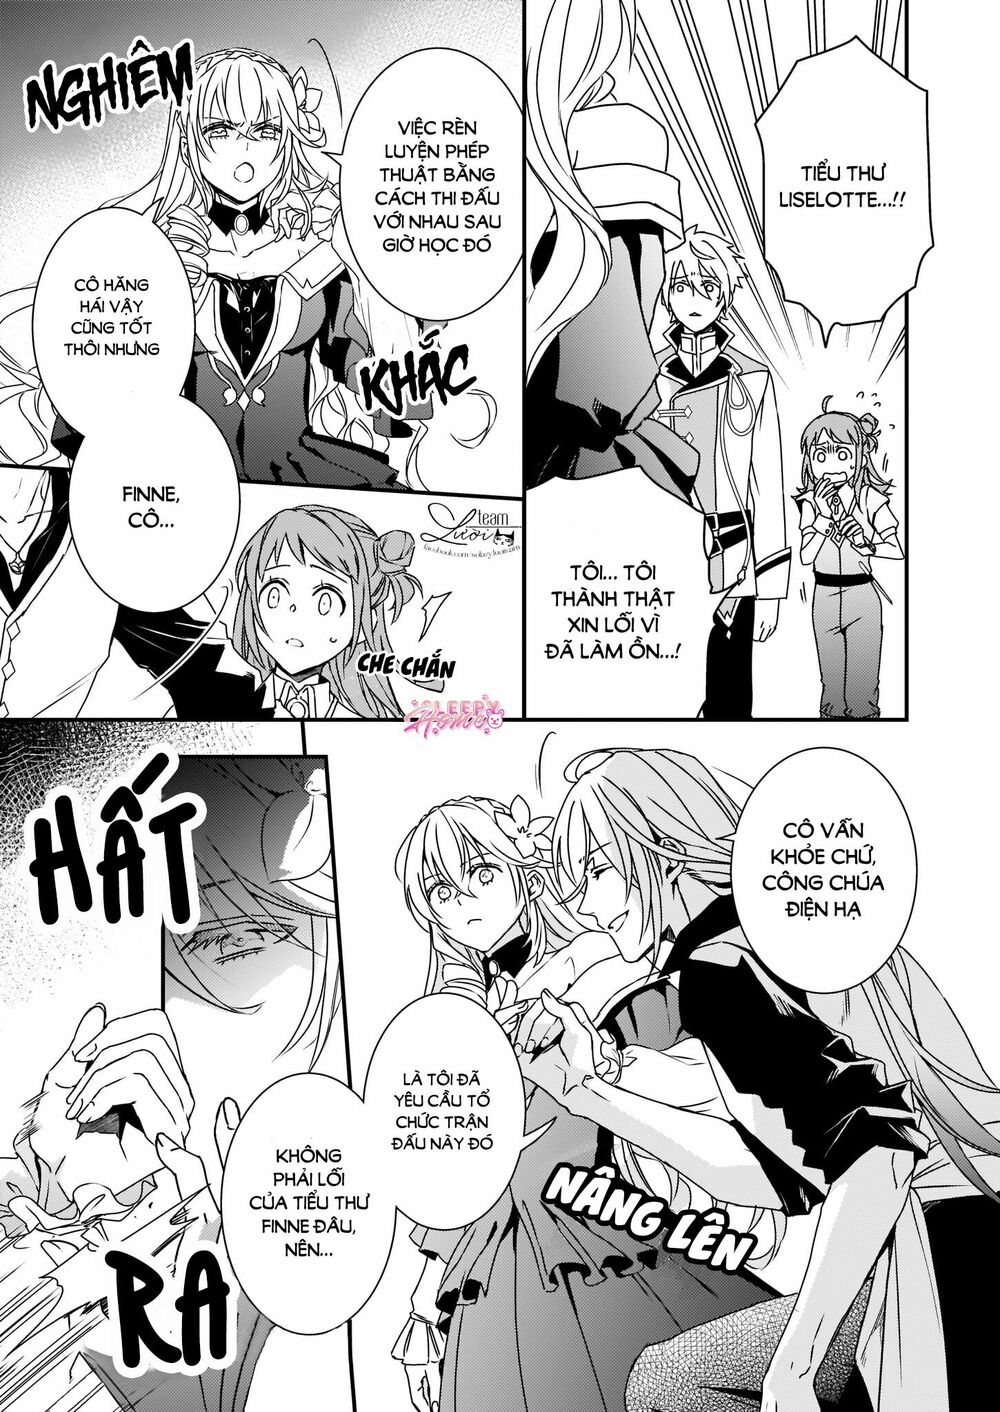 TIỂU THƯ
LISELOTTE...!!
TÔI... TÔI
THÀNH THẬT
XIN LỖI VÌ
ĐÃ LÀM ỒN...!
NGHIÊM
KHẮC
VIỆC RÈN
LUYỆN PHÉP
THUẬT BẰNG
CÁCH THI ĐẤU
VỚI NHAU SAU
GIỜ HỌC ĐÓ
CÔ HĂNG
HÁI VẬY
CŨNG TỐT
THÔI NHƯNG
FINNE,
CÔ...
team
Lười
CHE CHẮN
SLEEPY
Home
CÔ VẤN
KHỎE CHỨ,
CÔNG CHÚA
ĐIỆN HẠ
NÂNG LÊN
LÀ TÔI ĐÃ
YÊU CẦU TỔ
CHỨC TRẬN
ĐẤU NÀY ĐÓ
KHÔNG
PHẢI LỖI
CỦA TIỂU THƯ
FINNE ĐÂU,
NÊN...
HẤT
RA